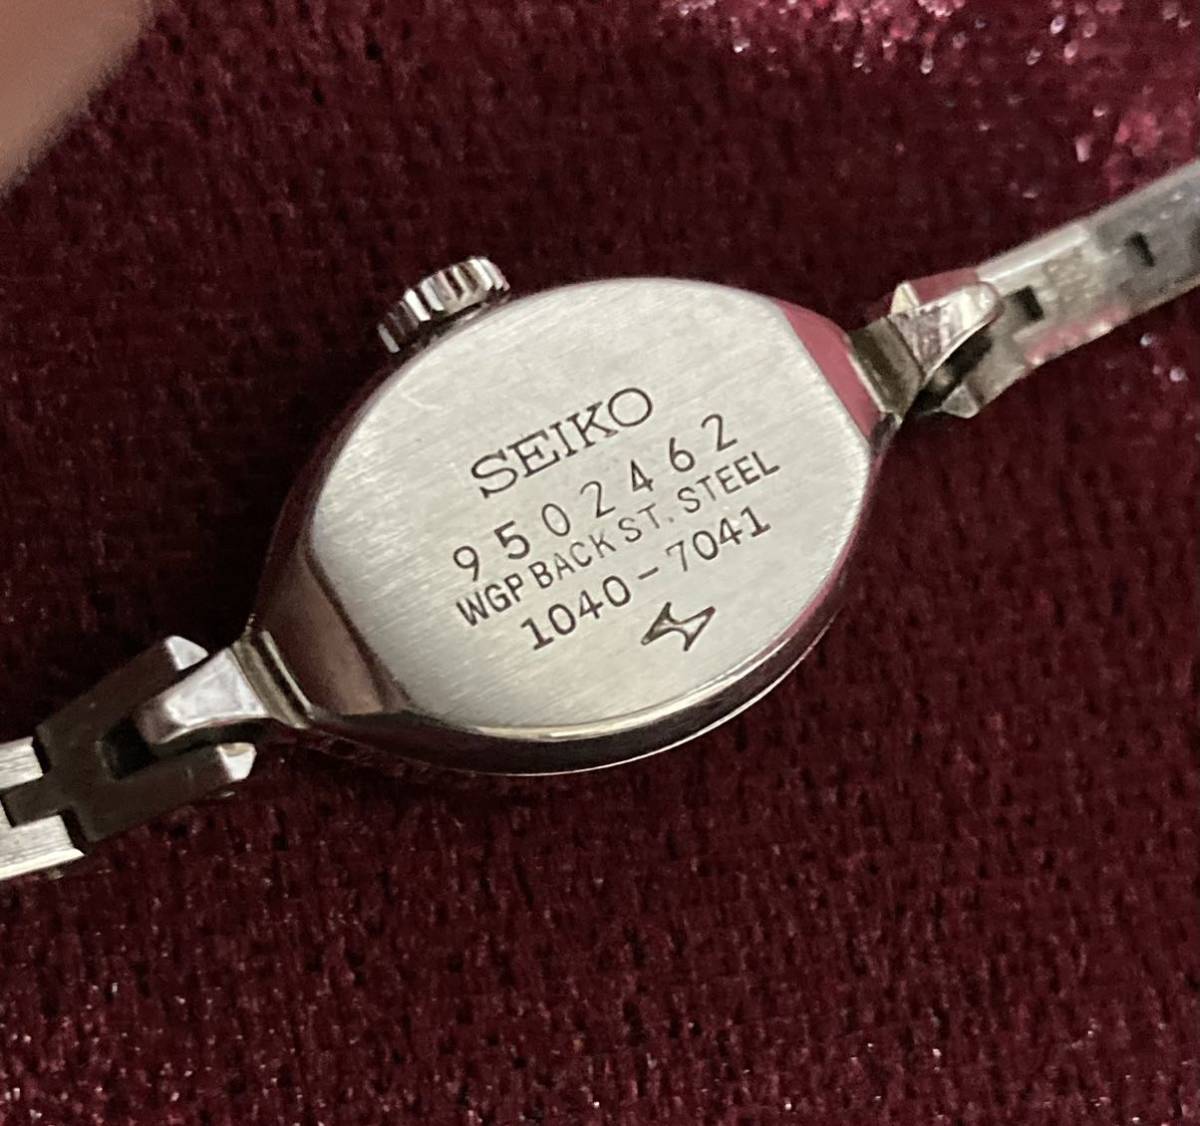 SEIKO
9502462
WGP BACK ST. STEEL
1040-7041